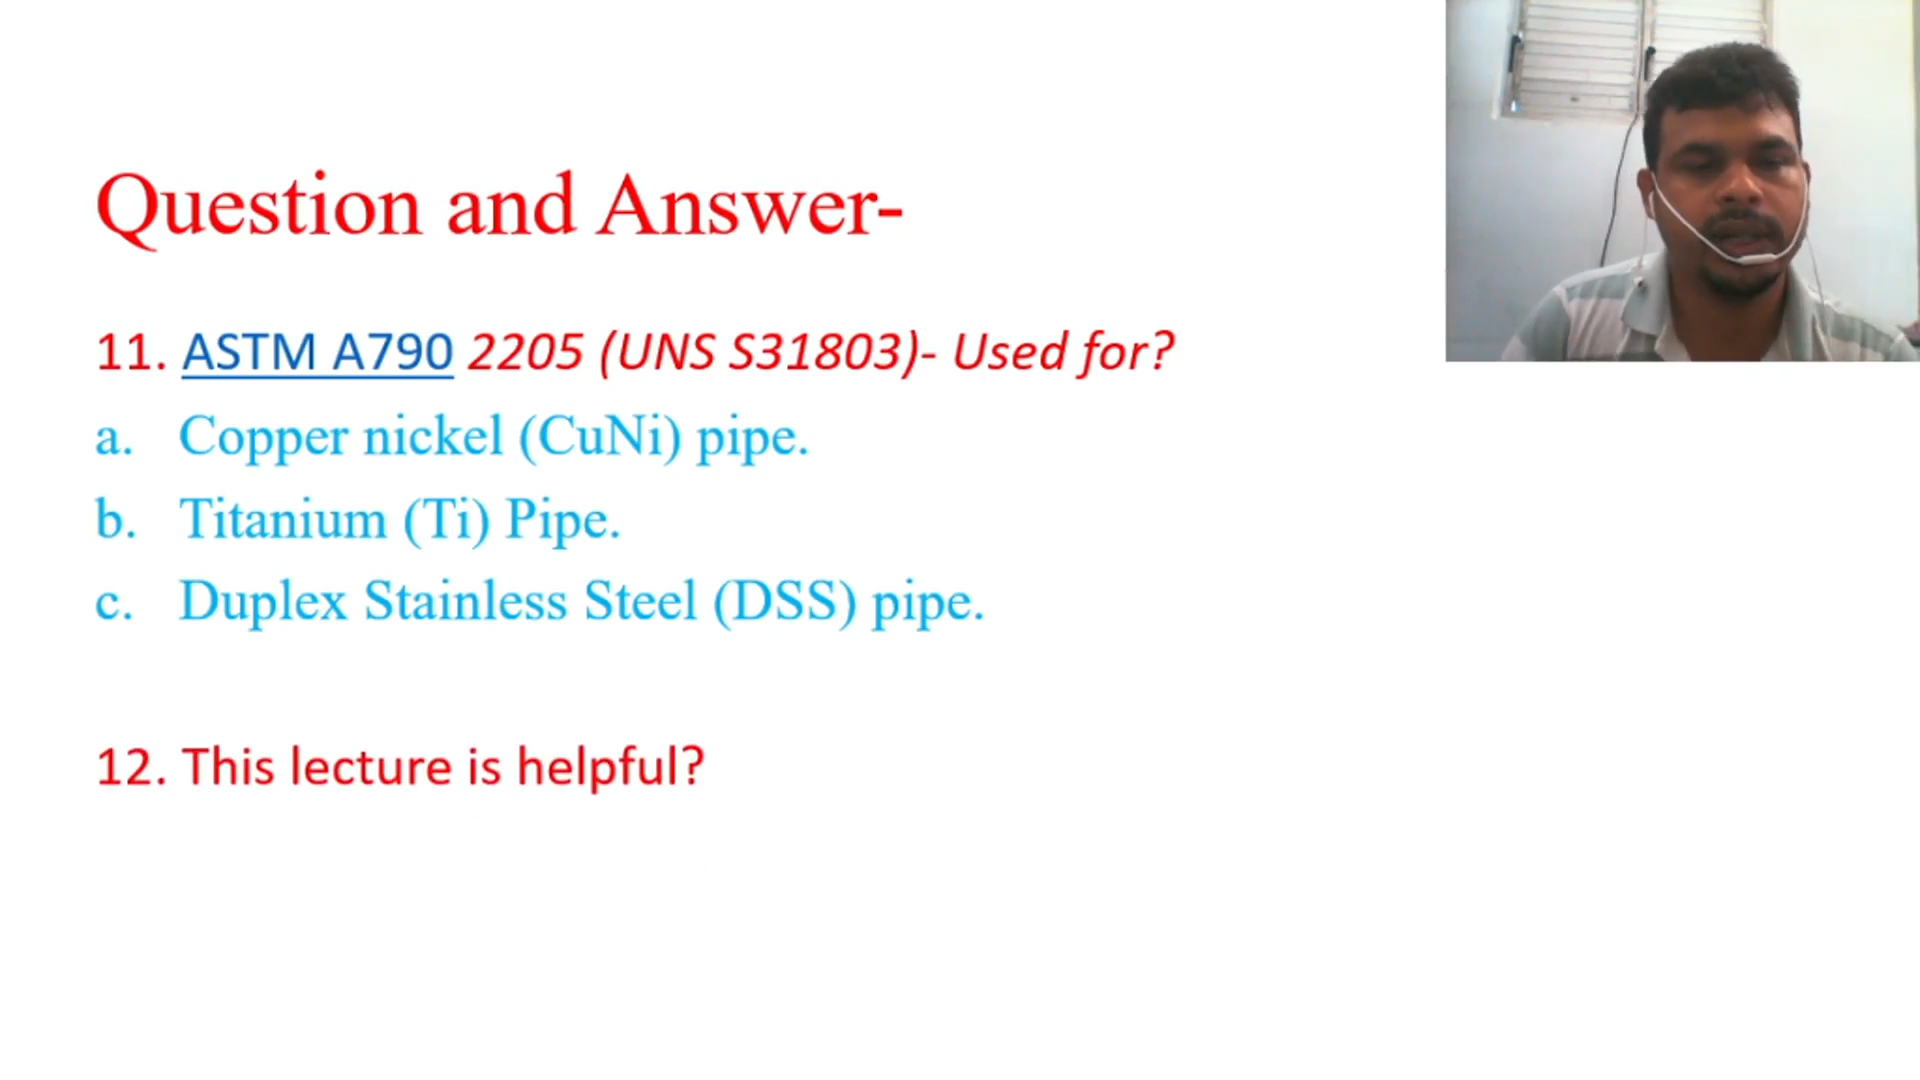 Question and Answer-
11. ASTM A790 2205 (UNS S31803)- Used for?
a. Copper nickel (CuNi) pipe.
b. Titanium (Ti) Pipe.
c. Duplex Stainless Steel (DSS) pipe.
12. This lecture is helpful?